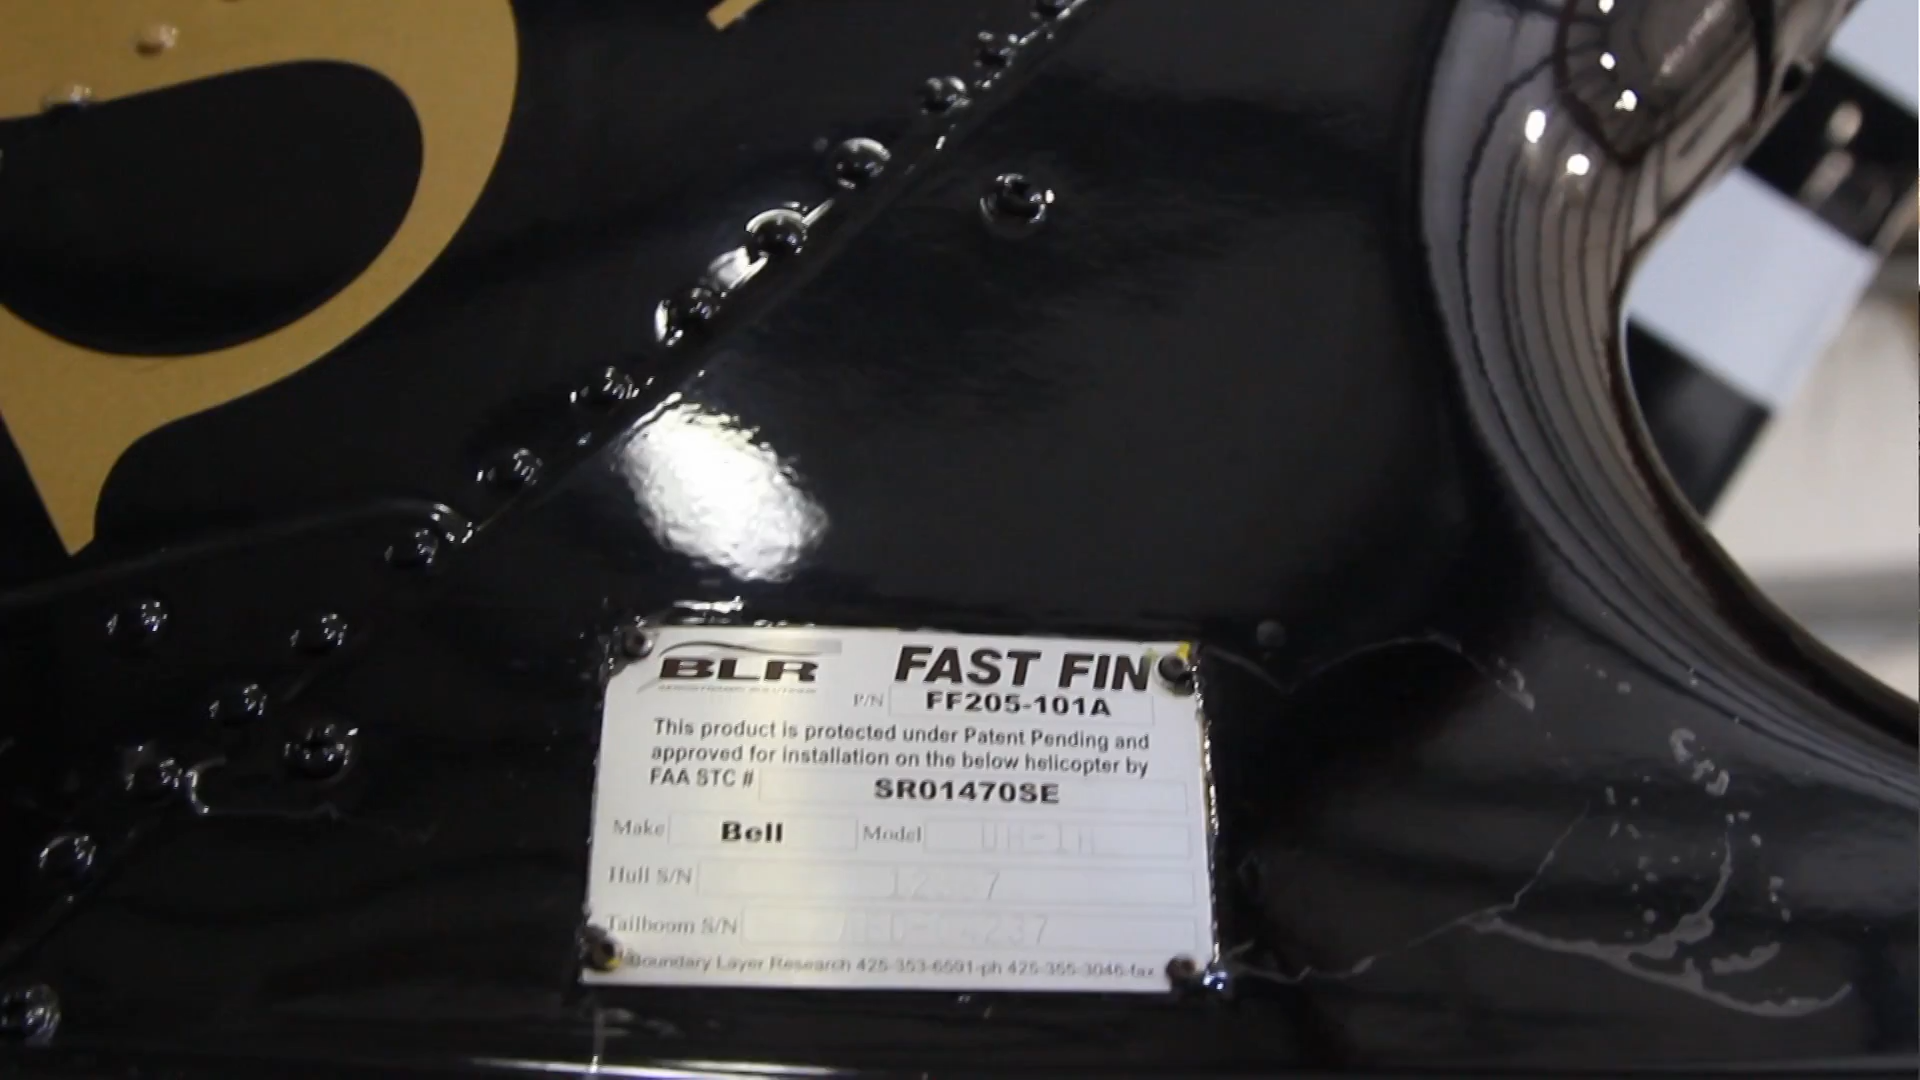 BLR FAST FIN
P/N FF205-101A
This product is protected under Patent Pending and
approved for installation on the below helicopter by
FAA STC # SR01470SE
Make Bell Model UH-1H
Hull S/N
Tailboom S/N
Boundary Layer Research 425-353-6591-ph 425-355-3046-fax